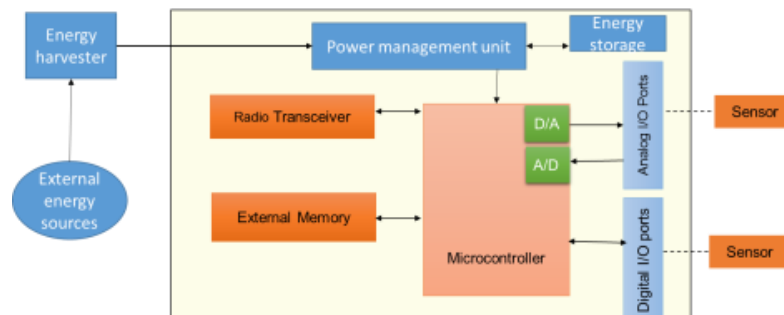 Energy
harvester
Power management unit
Energy
storage
Radio Transceiver
D/A
A/D
Analog I/O Ports
Sensor
External
energy
sources
External Memory
Microcontroller
Digital I/O ports
Sensor